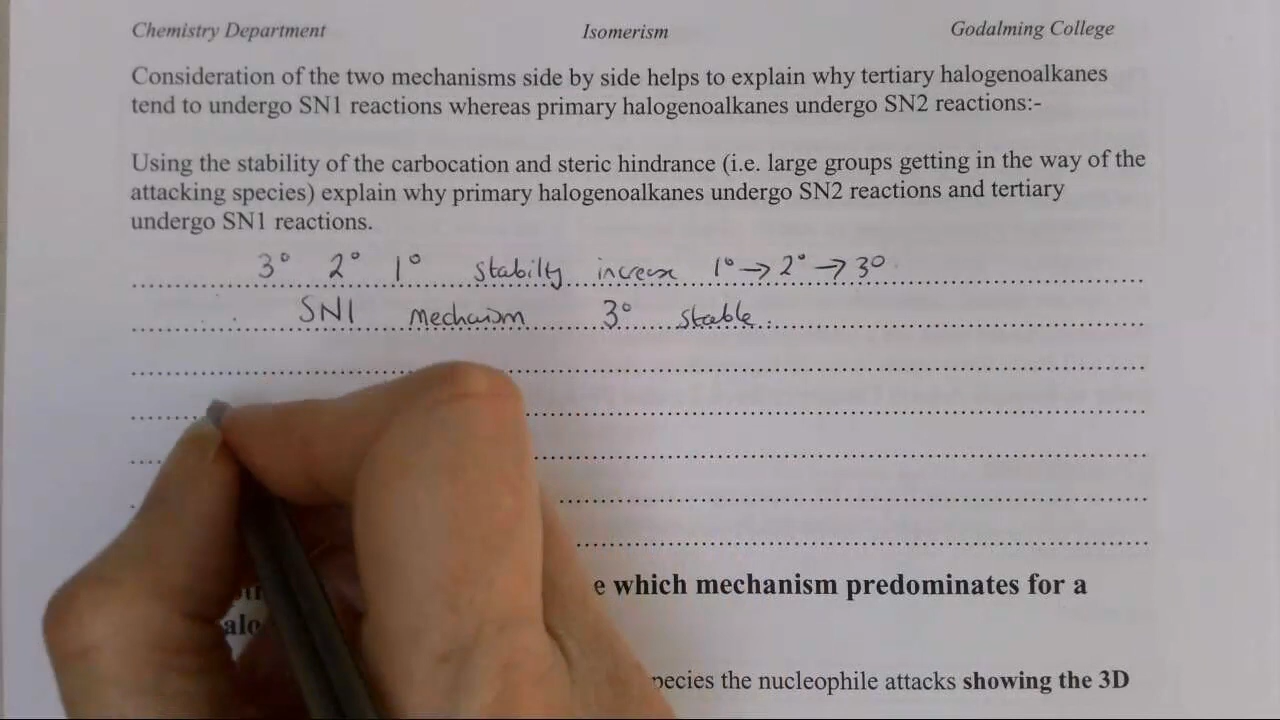 Chemistry Department Isomerism Godalming College
Consideration of the two mechanisms side by side helps to explain why tertiary halogenoalkanes
tend to undergo SN1 reactions whereas primary halogenoalkanes undergo SN2 reactions:-
Using the stability of the carbocation and steric hindrance (i.e. large groups getting in the way of the
attacking species) explain why primary halogenoalkanes undergo SN2 reactions and tertiary
undergo SN1 reactions.
3° 2° 1° stabilty increase 1° → 2° → 3°
SN1 mechanism 3° stable.
e which mechanism predominates for a
pecies the nucleophile attacks showing the 3D